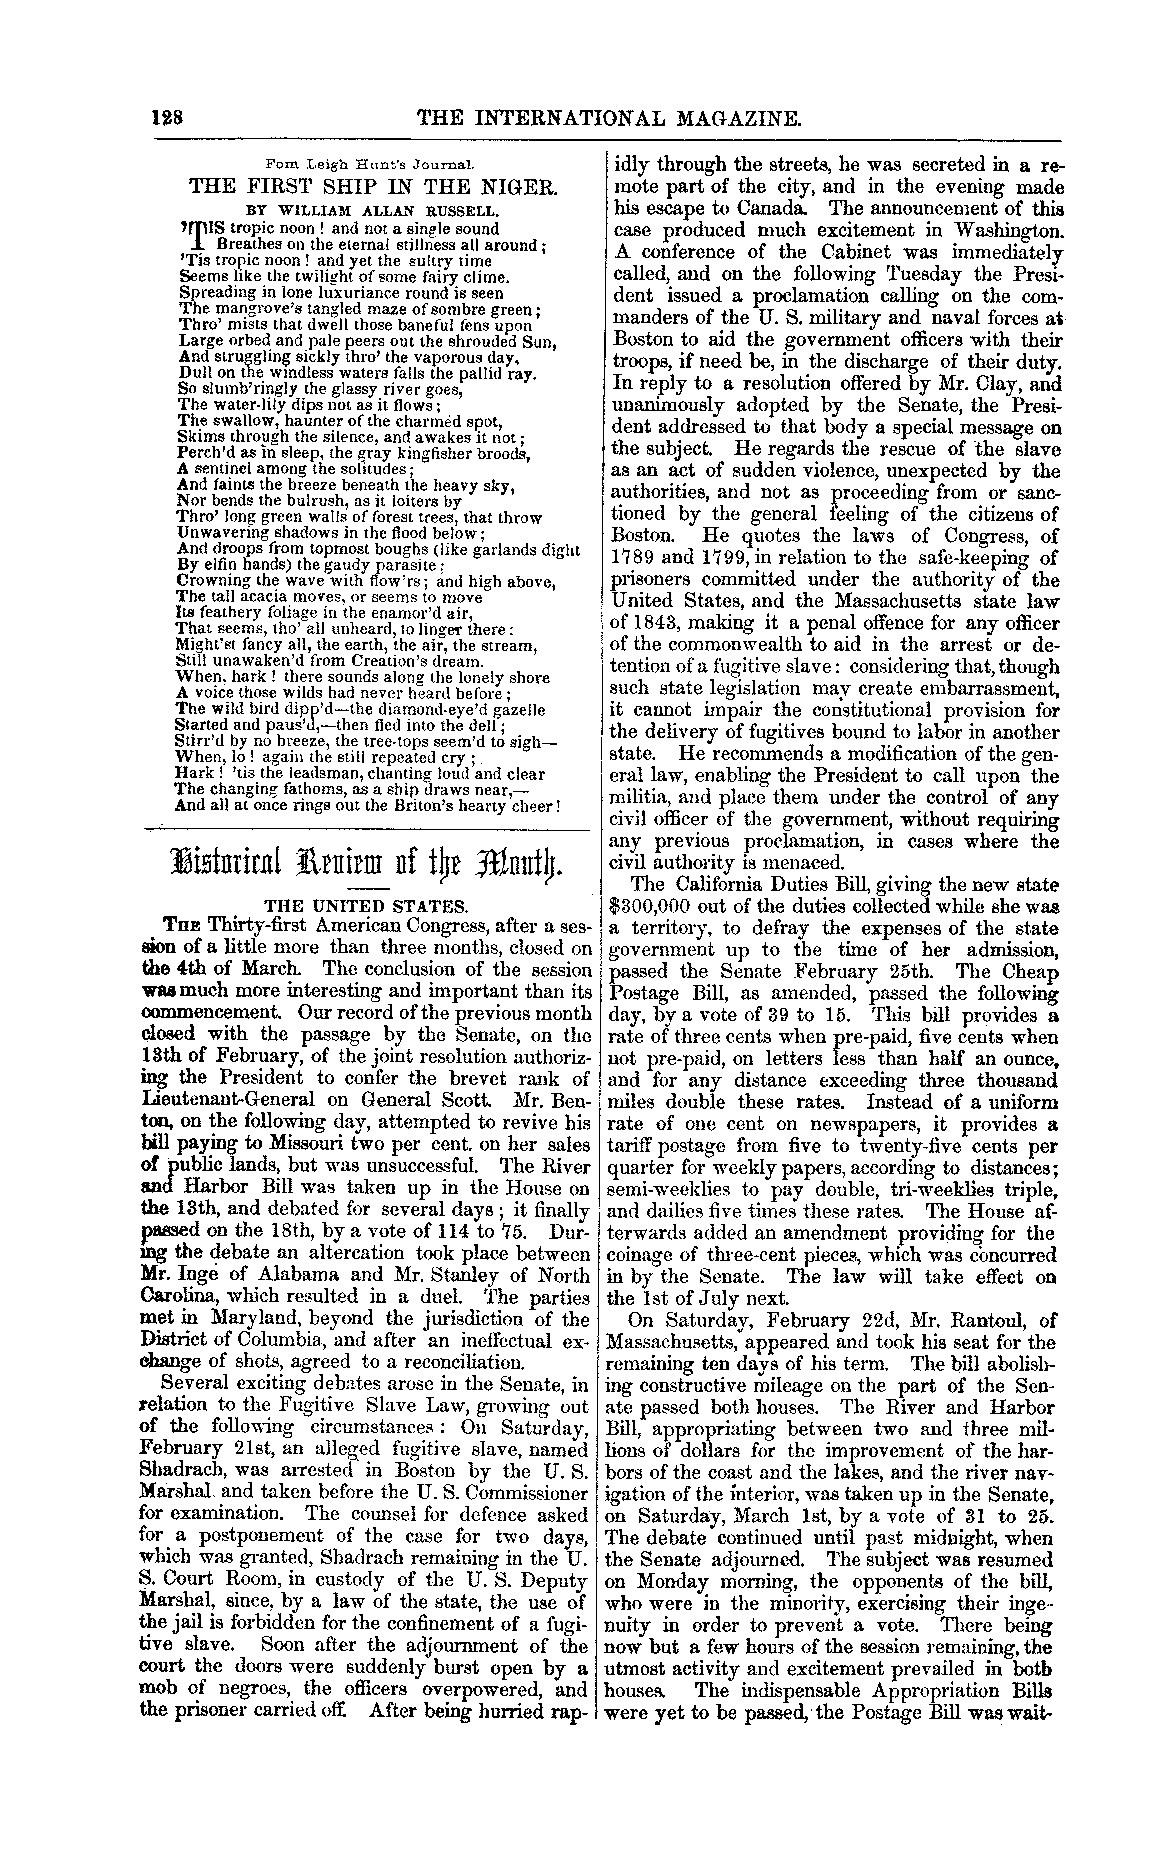 128 THE INTERNATIONAL MAGAZINE.
Fom Leigh Hunt's Journal.
THE FIRST SHIP IN THE NIGER.
BY WILLIAM ALLAN RUSSELL.
'TIS tropic noon! and not a single sound
Breathes on the eternal stillness all around;
'Tis tropic noon! and yet the sultry time
Seems like the twilight of some fairy clime.
Spreading in lone luxuriance round is seen
The mangrove's tangled maze of sombre green;
Thro' mists that dwell those baneful fens upon
Large orbed and pale peers out the shrouded Sun,
And struggling sickly thro' the vaporous day,
Dull on the windless waters falls the pallid ray.
So slumb'ringly the glassy river goes,
The water-lily dips not as it flows;
The swallow, haunter of the charmëd spot,
Skims through the silence, and awakes it not;
Perch'd as in sleep, the gray kingfisher broods,
A sentinel among the solitudes;
And faints the breeze beneath the heavy sky,
Nor bends the bulrush, as it loiters by
Thro' long green walls of forest trees, that throw
Unwavering shadows in the flood below;
And droops from topmost boughs (like garlands dight
By elfin hands) the gaudy parasite;
Crowning the wave with flow'rs; and high above,
The tall acacia moves, or seems to move
Its feathery foliage in the enamor'd air,
That seems, tho' all unheard, to linger there:
Might'st fancy all, the earth, the air, the stream,
Still unawaken'd from Creation's dream.
When, hark! there sounds along the lonely shore
A voice those wilds had never heard before;
The wild bird dipp'd—the diamond-eye'd gazelle
Started and paus'd,—then fled into the dell;
Stirr'd by no breeze, the tree-tops seem'd to sigh—
When, lo! again the still repeated cry;
Hark! 'tis the leadsman, chanting loud and clear
The changing fathoms, as a ship draws near,—
And all at once rings out the Briton's hearty cheer!
Historical Review of the Month.
THE UNITED STATES.
THE Thirty-first American Congress, after a ses-
sion of a little more than three months, closed on
the 4th of March. The conclusion of the session
was much more interesting and important than its
commencement. Our record of the previous month
closed with the passage by the Senate, on the
13th of February, of the joint resolution authoriz-
ing the President to confer the brevet rank of
Lieutenant-General on General Scott. Mr. Ben-
ton, on the following day, attempted to revive his
bill paying to Missouri two per cent. on her sales
of public lands, but was unsuccessful. The River
and Harbor Bill was taken up in the House on
the 13th, and debated for several days; it finally
passed on the 18th, by a vote of 114 to 75. Dur-
ing the debate an altercation took place between
Mr. Inge of Alabama and Mr. Stanley of North
Carolina, which resulted in a duel. The parties
met in Maryland, beyond the jurisdiction of the
District of Columbia, and after an ineffectual ex-
change of shots, agreed to a reconciliation.
Several exciting debates arose in the Senate, in
relation to the Fugitive Slave Law, growing out
of the following circumstances: On Saturday,
February 21st, an alleged fugitive slave, named
Shadrach, was arrested in Boston by the U. S.
Marshal and taken before the U. S. Commissioner
for examination. The counsel for defence asked
for a postponement of the case for two days,
which was granted, Shadrach remaining in the U.
S. Court Room, in custody of the U. S. Deputy
Marshal, since, by a law of the state, the use of
the jail is forbidden for the confinement of a fugi-
tive slave. Soon after the adjournment of the
court the doors were suddenly burst open by a
mob of negroes, the officers overpowered, and
the prisoner carried off. After being hurried rap-
idly through the streets, he was secreted in a re-
mote part of the city, and in the evening made
his escape to Canada. The announcement of this
case produced much excitement in Washington.
A conference of the Cabinet was immediately
called, and on the following Tuesday the Presi-
dent issued a proclamation calling on the com-
manders of the U. S. military and naval forces at
Boston to aid the government officers with their
troops, if need be, in the discharge of their duty.
In reply to a resolution offered by Mr. Clay, and
unanimously adopted by the Senate, the Presi-
dent addressed to that body a special message on
the subject. He regards the rescue of the slave
as an act of sudden violence, unexpected by the
authorities, and not as proceeding from or sanc-
tioned by the general feeling of the citizens of
Boston. He quotes the laws of Congress, of
1789 and 1799, in relation to the safe-keeping of
prisoners committed under the authority of the
United States, and the Massachusetts state law
of 1843, making it a penal offence for any officer
of the commonwealth to aid in the arrest or de-
tention of a fugitive slave: considering that, though
such state legislation may create embarrassment,
it cannot impair the constitutional provision for
the delivery of fugitives bound to labor in another
state. He recommends a modification of the gen-
eral law, enabling the President to call upon the
militia, and place them under the control of any
civil officer of the government, without requiring
any previous proclamation, in cases where the
civil authority is menaced.
The California Duties Bill, giving the new state
$300,000 out of the duties collected while she was
a territory, to defray the expenses of the state
government up to the time of her admission,
passed the Senate February 25th. The Cheap
Postage Bill, as amended, passed the following
day, by a vote of 39 to 15. This bill provides a
rate of three cents when pre-paid, five cents when
not pre-paid, on letters less than half an ounce,
and for any distance exceeding three thousand
miles double these rates. Instead of a uniform
rate of one cent on newspapers, it provides a
tariff postage from five to twenty-five cents per
quarter for weekly papers, according to distances;
semi-weeklies to pay double, tri-weeklies triple,
and dailies five times these rates. The House af-
terwards added an amendment providing for the
coinage of three-cent pieces, which was concurred
in by the Senate. The law will take effect on
the 1st of July next.
On Saturday, February 22d, Mr. Rantoul, of
Massachusetts, appeared and took his seat for the
remaining ten days of his term. The bill abolish-
ing constructive mileage on the part of the Sen-
ate passed both houses. The River and Harbor
Bill, appropriating between two and three mil-
lions of dollars for the improvement of the har-
bors of the coast and the lakes, and the river nav-
igation of the interior, was taken up in the Senate,
on Saturday, March 1st, by a vote of 31 to 25.
The debate continued until past midnight, when
the Senate adjourned. The subject was resumed
on Monday morning, the opponents of the bill,
who were in the minority, exercising their inge-
nuity in order to prevent a vote. There being
now but a few hours of the session remaining, the
utmost activity and excitement prevailed in both
houses. The indispensable Appropriation Bills
were yet to be passed, the Postage Bill was wait-